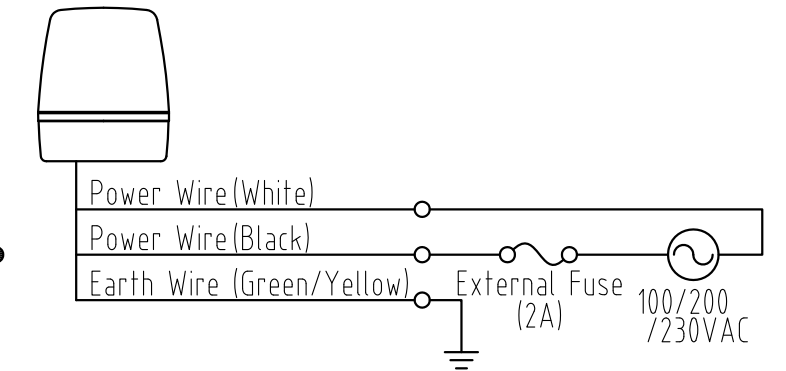 Power Wire(White)
Power Wire(Black)
Earth Wire (Green/Yellow)
External Fuse
(2A)
100/200
/230VAC